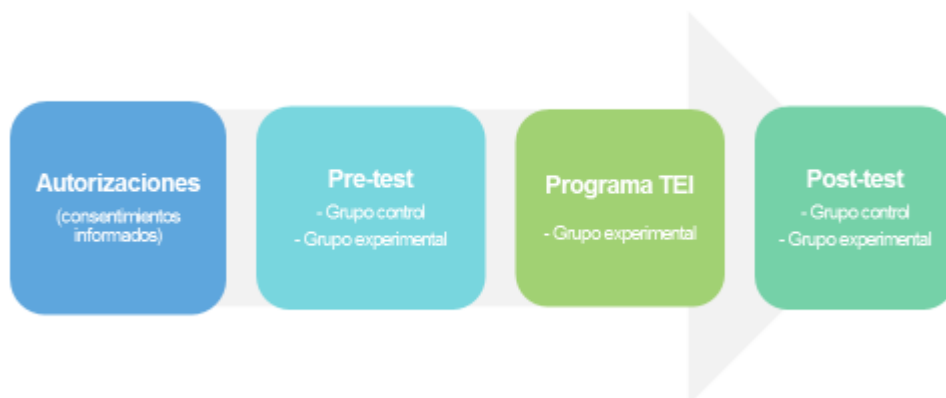 Autorizaciones
(consentimientos
informados)
Pre-test
- Grupo control
- Grupo experimental
Programa TEI
- Grupo experimental
Post-test
- Grupo control
- Grupo experimental